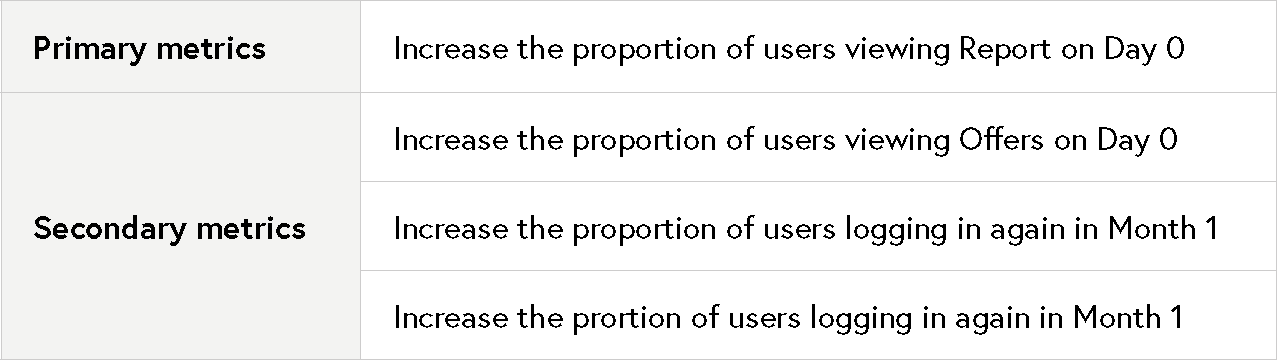 Primary metrics
Increase the proportion of users viewing Report on Day 0
Secondary metrics
Increase the proportion of users viewing Offers on Day 0
Increase the proportion of users logging in again in Month 1
Increase the prortion of users logging in again in Month 1